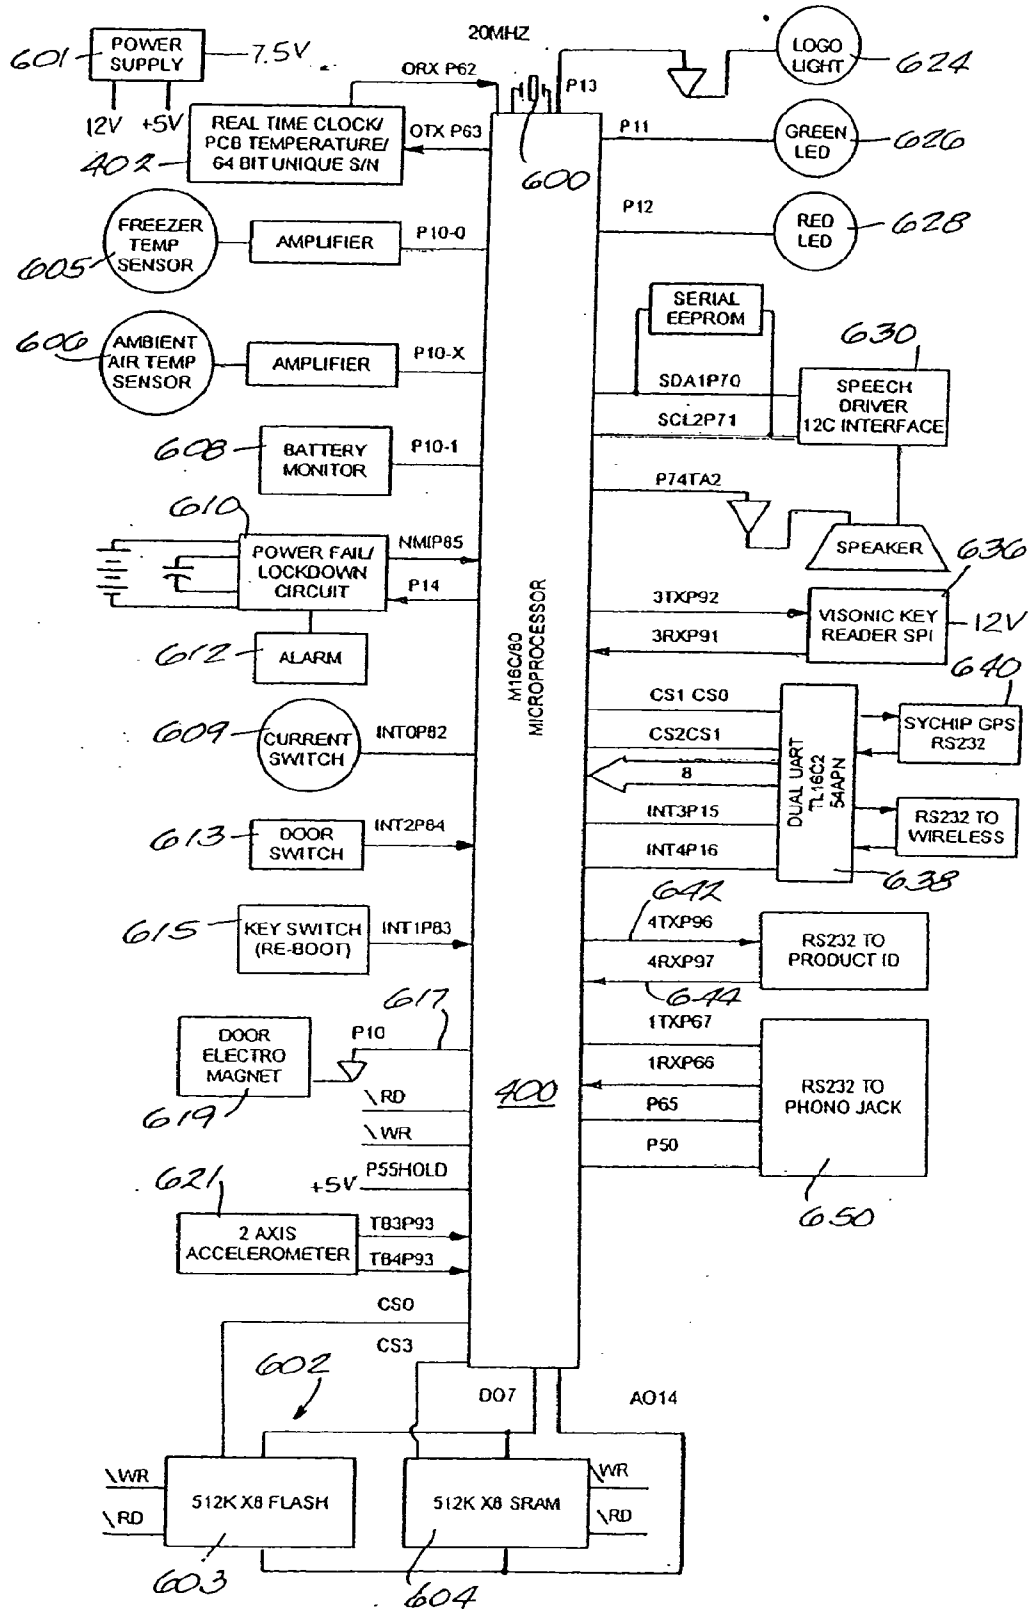 20MHZ
601
POWER
SUPPLY
7.5V
12V
+5V
ORX P62
P13
LOGO
LIGHT
624
REAL TIME CLOCK/
PCB TEMPERATURE/
64 BIT UNIQUE S/N
402
OTX P63
600
P11
GREEN
LED
626
FREEZER
TEMP
SENSOR
605
AMPLIFIER
P10-0
P12
RED
LED
628
SERIAL
EEPROM
606
AMBIENT
AIR TEMP
SENSOR
AMPLIFIER
P10-X
630
SDA1P70
SCL2P71
SPEECH
DRIVER
12C INTERFACE
608
BATTERY
MONITOR
P10-1
P74TA2
SPEAKER
610
POWER FAIL/
LOCKDOWN
CIRCUIT
NMIP85
P14
636
3TXP92
3RXP91
VISONIC KEY
READER SPI
12V
612
ALARM
M16C/80
MICROPROCESSOR
640
CS1 CS0
CS2CS1
8
INT3P15
INT4P16
DUAL UART
TL16C2
54APN
SYCHIP GPS
RS232
RS232 TO
WIRELESS
638
609
CURRENT
SWITCH
INT0P82
613
DOOR
SWITCH
INT2P84
642
615
KEY SWITCH
(RE-BOOT)
INT1P83
4TXP96
4RXP97
644
RS232 TO
PRODUCT ID
617
DOOR
ELECTRO
MAGNET
619
P10
\RD
\WR
400
1TXP67
1RXP66
P65
P50
RS232 TO
PHONO JACK
650
P55HOLD
+5V
621
2 AXIS
ACCELEROMETER
TB3P93
TB4P93
CS0
CS3
602
DO7
AO14
\WR
\RD
512K X8 FLASH
603
512K X8 SRAM
604
\WR
\RD